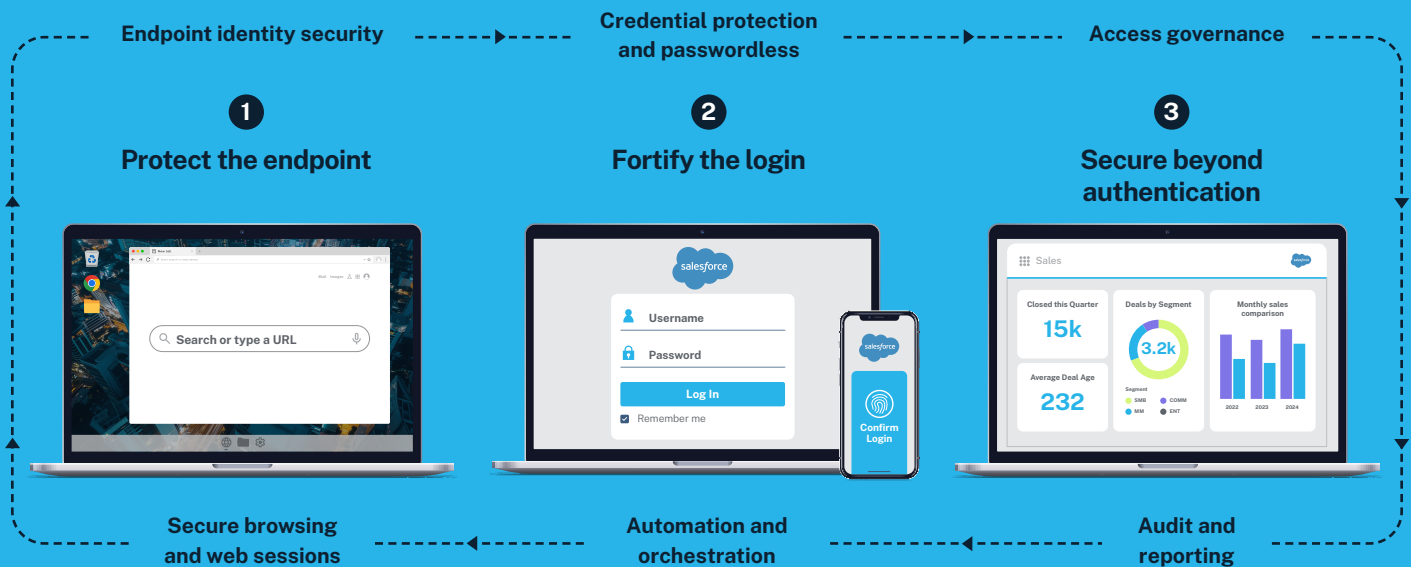 Endpoint identity security
Credential protection
and passwordless
Access governance
1
Protect the endpoint
2
Fortify the login
3
Secure beyond
authentication
New tab
Search or type a URL
salesforce
Username
Password
Log In
Remember me
salesforce
Confirm
Login
Sales
salesforce
Closed this Quarter
15k
Average Deal Age
232
Deals by Segment
3.2k
Segment
SMB
COMM
MM
ENT
Monthly sales
comparison
2022
2023
2024
Secure browsing
and web sessions
Automation and
orchestration
Audit and
reporting